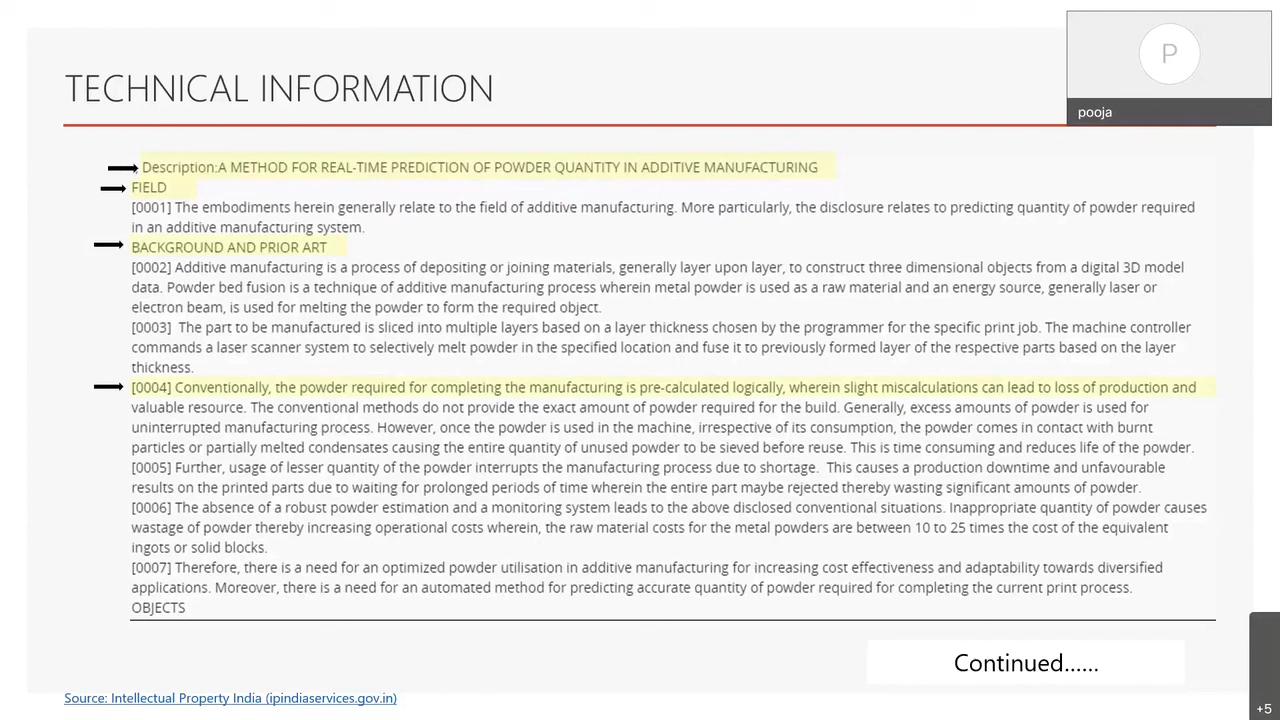 P
pooja
TECHNICAL INFORMATION
Description:A METHOD FOR REAL-TIME PREDICTION OF POWDER QUANTITY IN ADDITIVE MANUFACTURING
FIELD
[0001] The embodiments herein generally relate to the field of additive manufacturing. More particularly, the disclosure relates to predicting quantity of powder required
in an additive manufacturing system.
BACKGROUND AND PRIOR ART
[0002] Additive manufacturing is a process of depositing or joining materials, generally layer upon layer, to construct three dimensional objects from a digital 3D model
data. Powder bed fusion is a technique of additive manufacturing process wherein metal powder is used as a raw material and an energy source, generally laser or
electron beam, is used for melting the powder to form the required object.
[0003]  The part to be manufactured is sliced into multiple layers based on a layer thickness chosen by the programmer for the specific print job. The machine controller
commands a laser scanner system to selectively melt powder in the specified location and fuse it to previously formed layer of the respective parts based on the layer
thickness.
[0004] Conventionally, the powder required for completing the manufacturing is pre-calculated logically, wherein slight miscalculations can lead to loss of production and
valuable resource. The conventional methods do not provide the exact amount of powder required for the build. Generally, excess amounts of powder is used for
uninterrupted manufacturing process. However, once the powder is used in the machine, irrespective of its consumption, the powder comes in contact with burnt
particles or partially melted condensates causing the entire quantity of unused powder to be sieved before reuse. This is time consuming and reduces life of the powder.
[0005] Further, usage of lesser quantity of the powder interrupts the manufacturing process due to shortage.  This causes a production downtime and unfavourable
results on the printed parts due to waiting for prolonged periods of time wherein the entire part maybe rejected thereby wasting significant amounts of powder.
[0006] The absence of a robust powder estimation and a monitoring system leads to the above disclosed conventional situations. Inappropriate quantity of powder causes
wastage of powder thereby increasing operational costs wherein, the raw material costs for the metal powders are between 10 to 25 times the cost of the equivalent
ingots or solid blocks.
[0007] Therefore, there is a need for an optimized powder utilisation in additive manufacturing for increasing cost effectiveness and adaptability towards diversified
applications. Moreover, there is a need for an automated method for predicting accurate quantity of powder required for completing the current print process.
OBJECTS
Continued......
Source: Intellectual Property India (ipindiaservices.gov.in)
+5